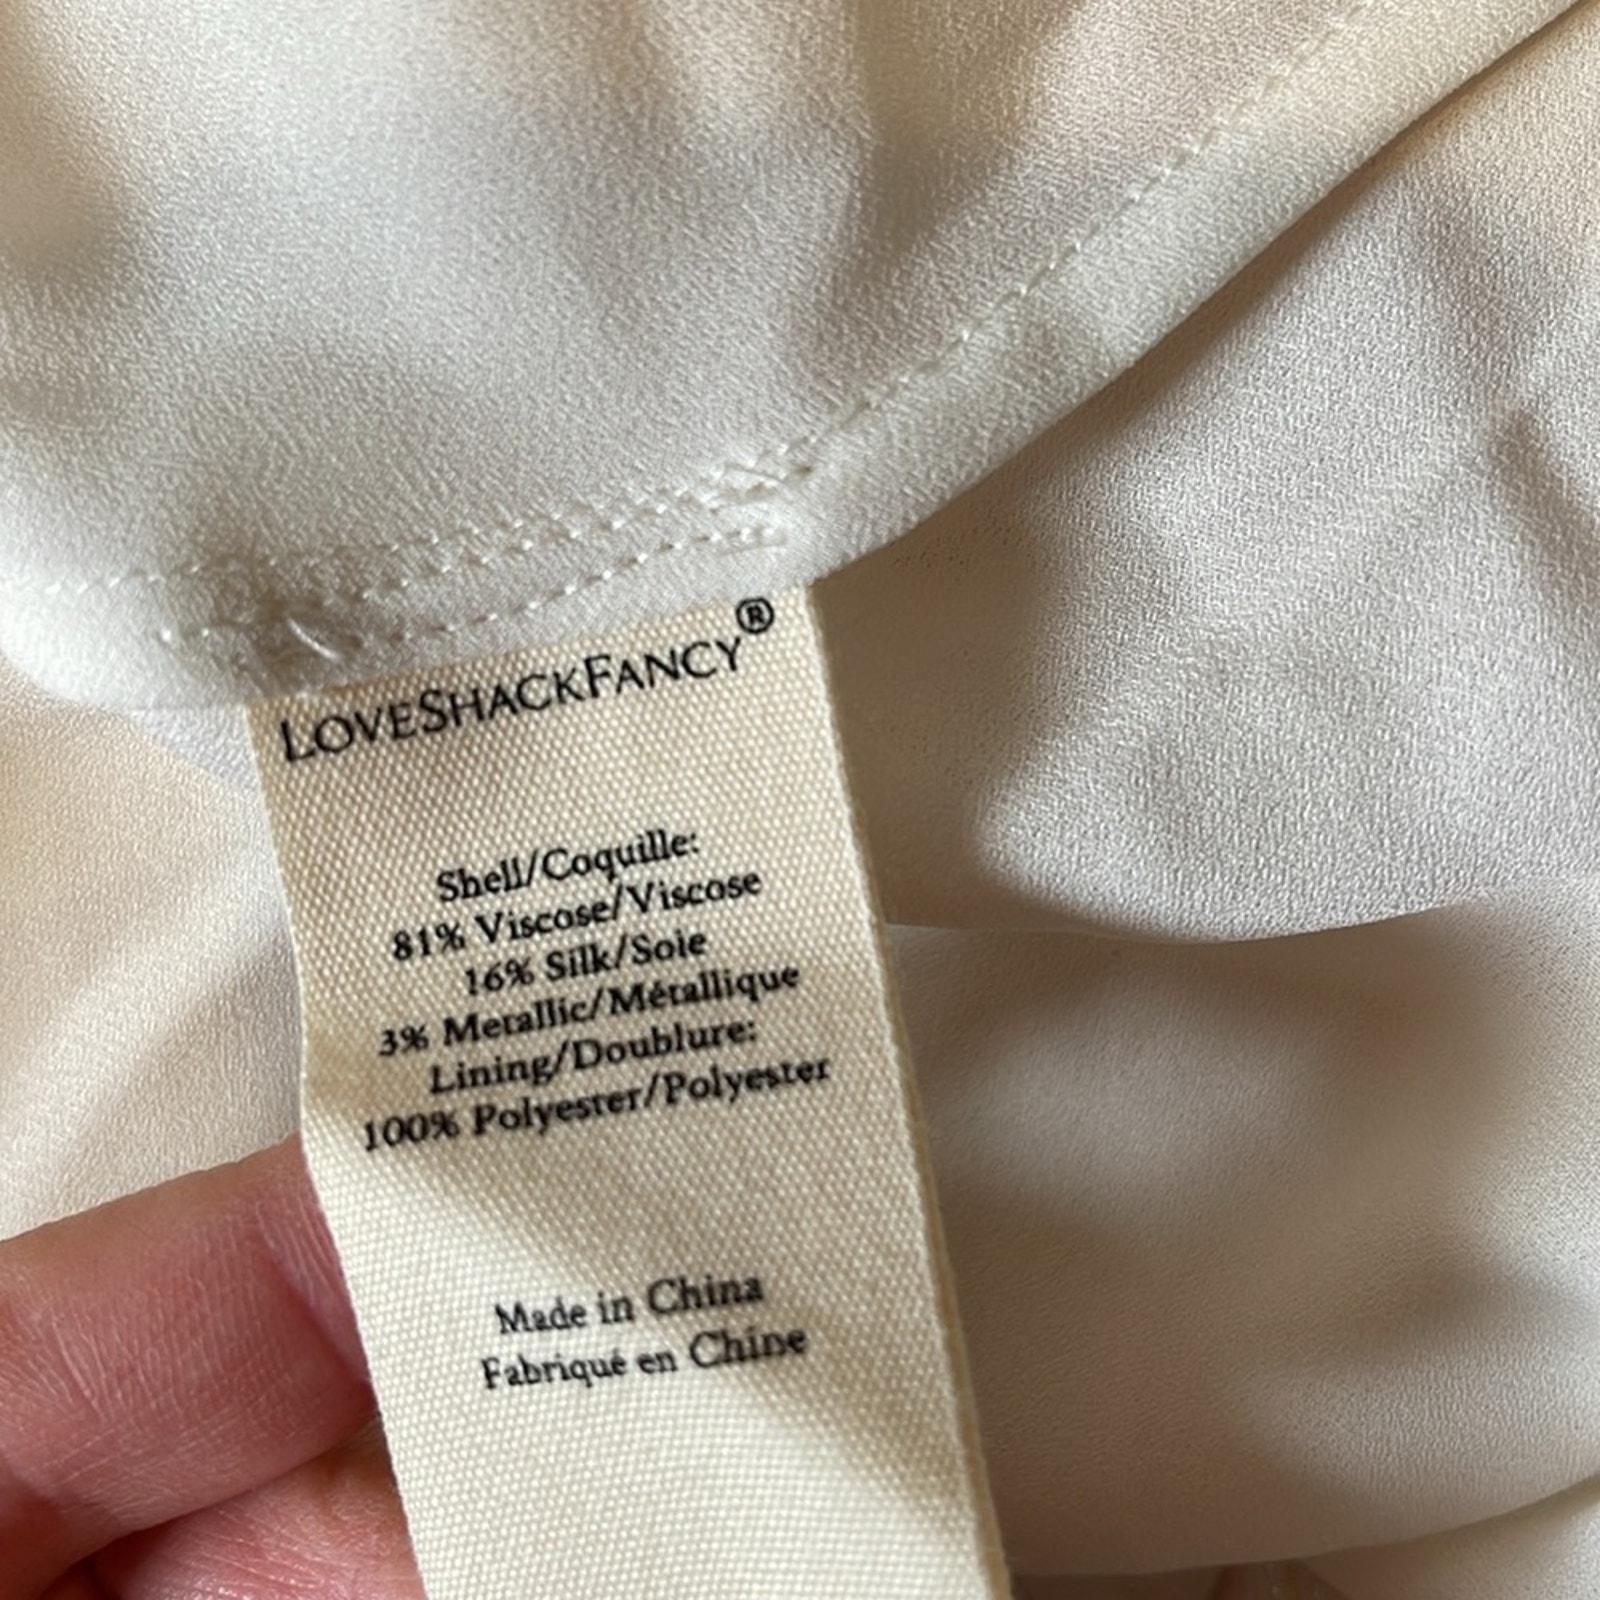 LOVESHACKFANCY®
Shell/Coquille:
81% Viscose/Viscose
16% Silk/Soie
3% Metallic/Métallique
Lining/Doublure:
100% Polyester/Polyester
Made in China
Fabriqué en Chine